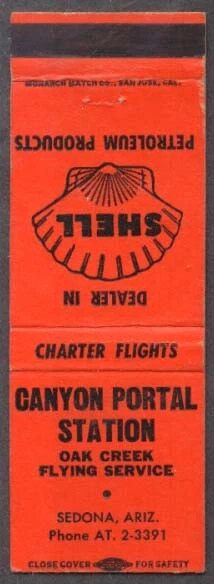 MONARCH MATCH CO., SAN JOSE, CAL.
DEALER IN
SHELL
PETROLEUM PRODUCTS
CHARTER FLIGHTS
CANYON PORTAL
STATION
OAK CREEK
FLYING SERVICE
SEDONA, ARIZ.
Phone AT. 2-3391
CLOSE COVER FOR SAFETY